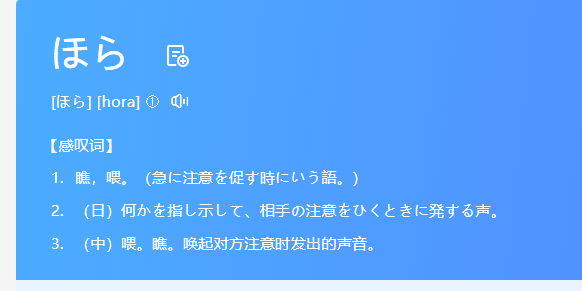 ほら
[ほら] [hora] ①
【感叹词】
1. 瞧，喂。（急に注意を促す時にいう語。）
2. （日）何かを指し示して、相手の注意をひくときに発する声。
3. （中）喂。瞧。唤起对方注意时发出的声音。